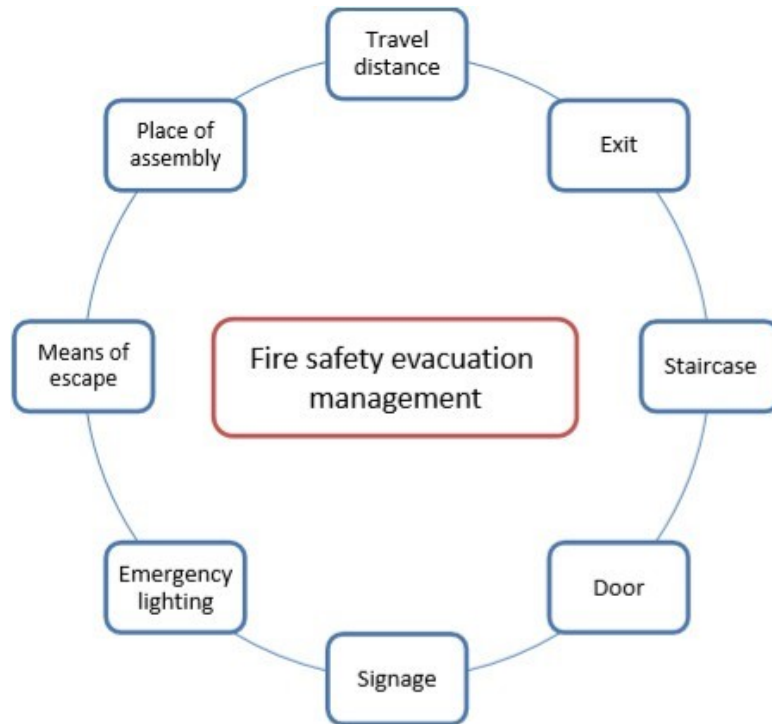 Travel
distance
Exit
Staircase
Door
Signage
Emergency
lighting
Means of
escape
Place of
assembly
Fire safety evacuation
management